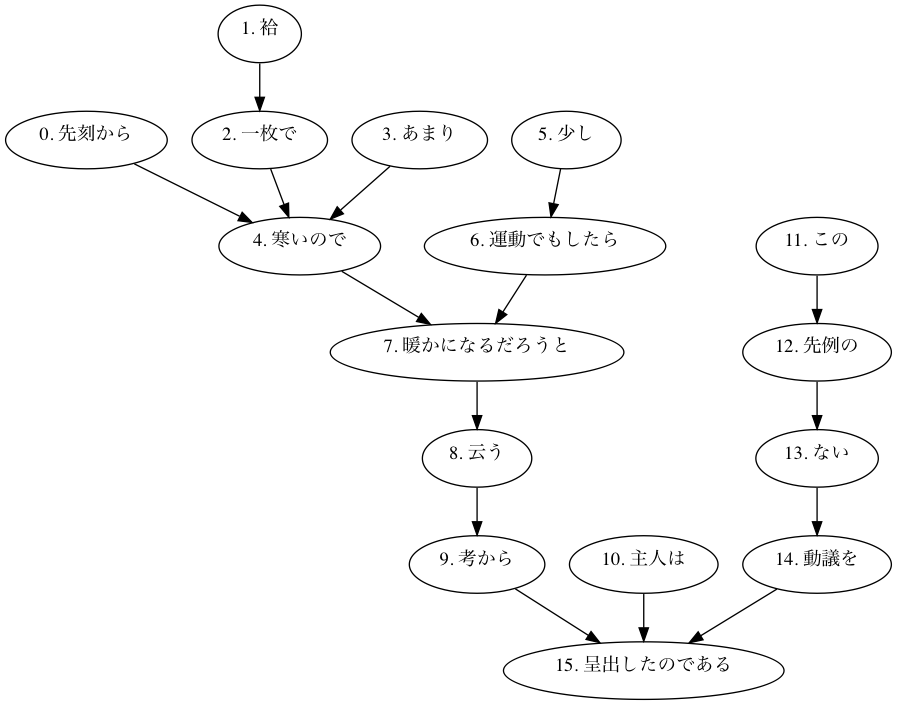 1. 袷
0. 先刻から
2. 一枚で
3. あまり
5. 少し
4. 寒いので
6. 運動でもしたら
11. この
7. 暖かになるだろうと
12. 先例の
8. 云う
13. ない
9. 考から
10. 主人は
14. 動議を
15. 呈出したのである